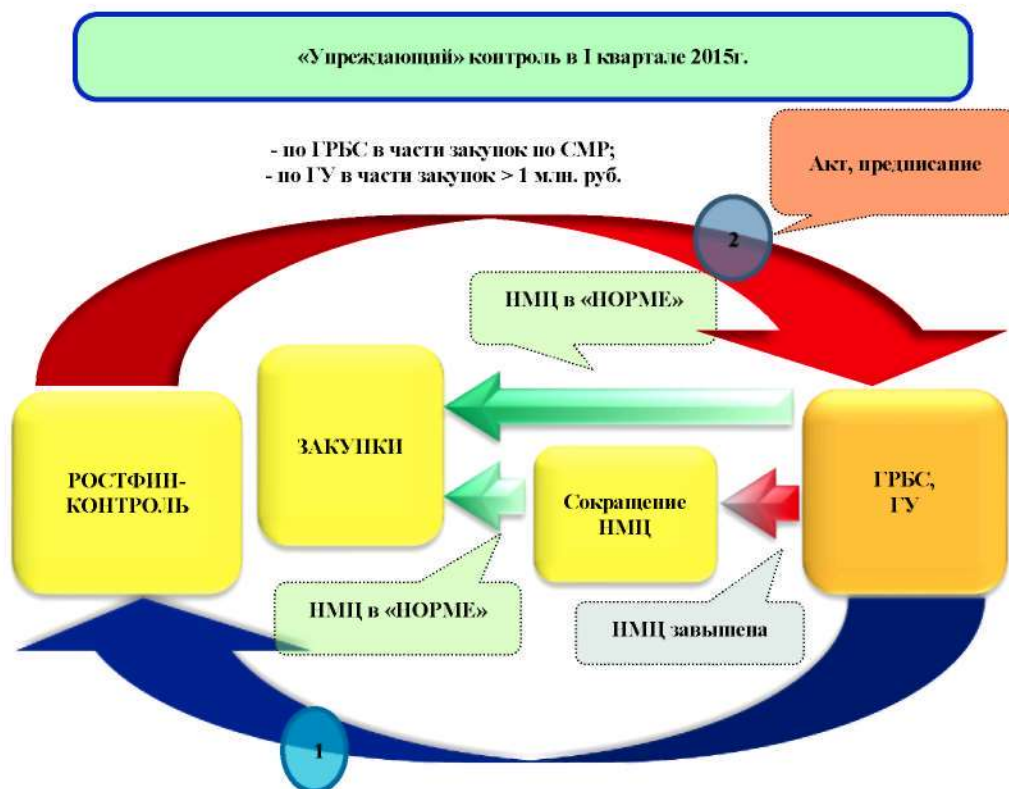 «Упреждающий» контроль в I квартале 2015г.
- по ГРБС в части закупок по СМР;
- по ГУ в части закупок > 1 млн. руб.
Акт, предписание
2
НМЦ в «НОРМЕ»
ЗАКУПКИ
РОСТФИН-
КОНТРОЛЬ
Сокращение
НМЦ
ГРБС,
ГУ
НМЦ в «НОРМЕ»
НМЦ завышена
1